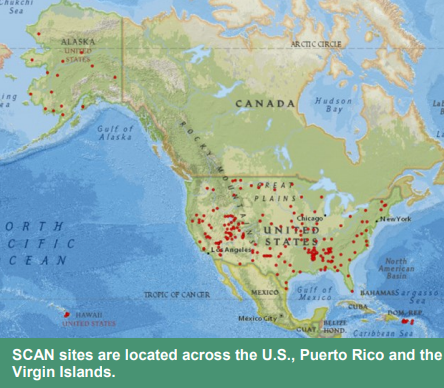 Chukchi
Sea
ALASKA
UNITED
STATES
ARCTIC CIRCLE
CANADA
Hudson
Bay
Gulf of
Alaska
ROCKY MOUNTAINS
GREAT
PLAINS
Chicago
New York
UNITED
STATES
Los Angeles
ORTH
CIFIC
CEAN
North
American
Basin
TROPIC OF CANCER
MEXICO
Gulf of
Mexico
BAHAMAS
Sargasso
Sea
CUBA
DOM. REP.
HAWAII
UNITED STATES
Mexico City
BELIZE
HOND.
GUAT
Caribbean Sea
SCAN sites are located across the U.S., Puerto Rico and the
Virgin Islands.